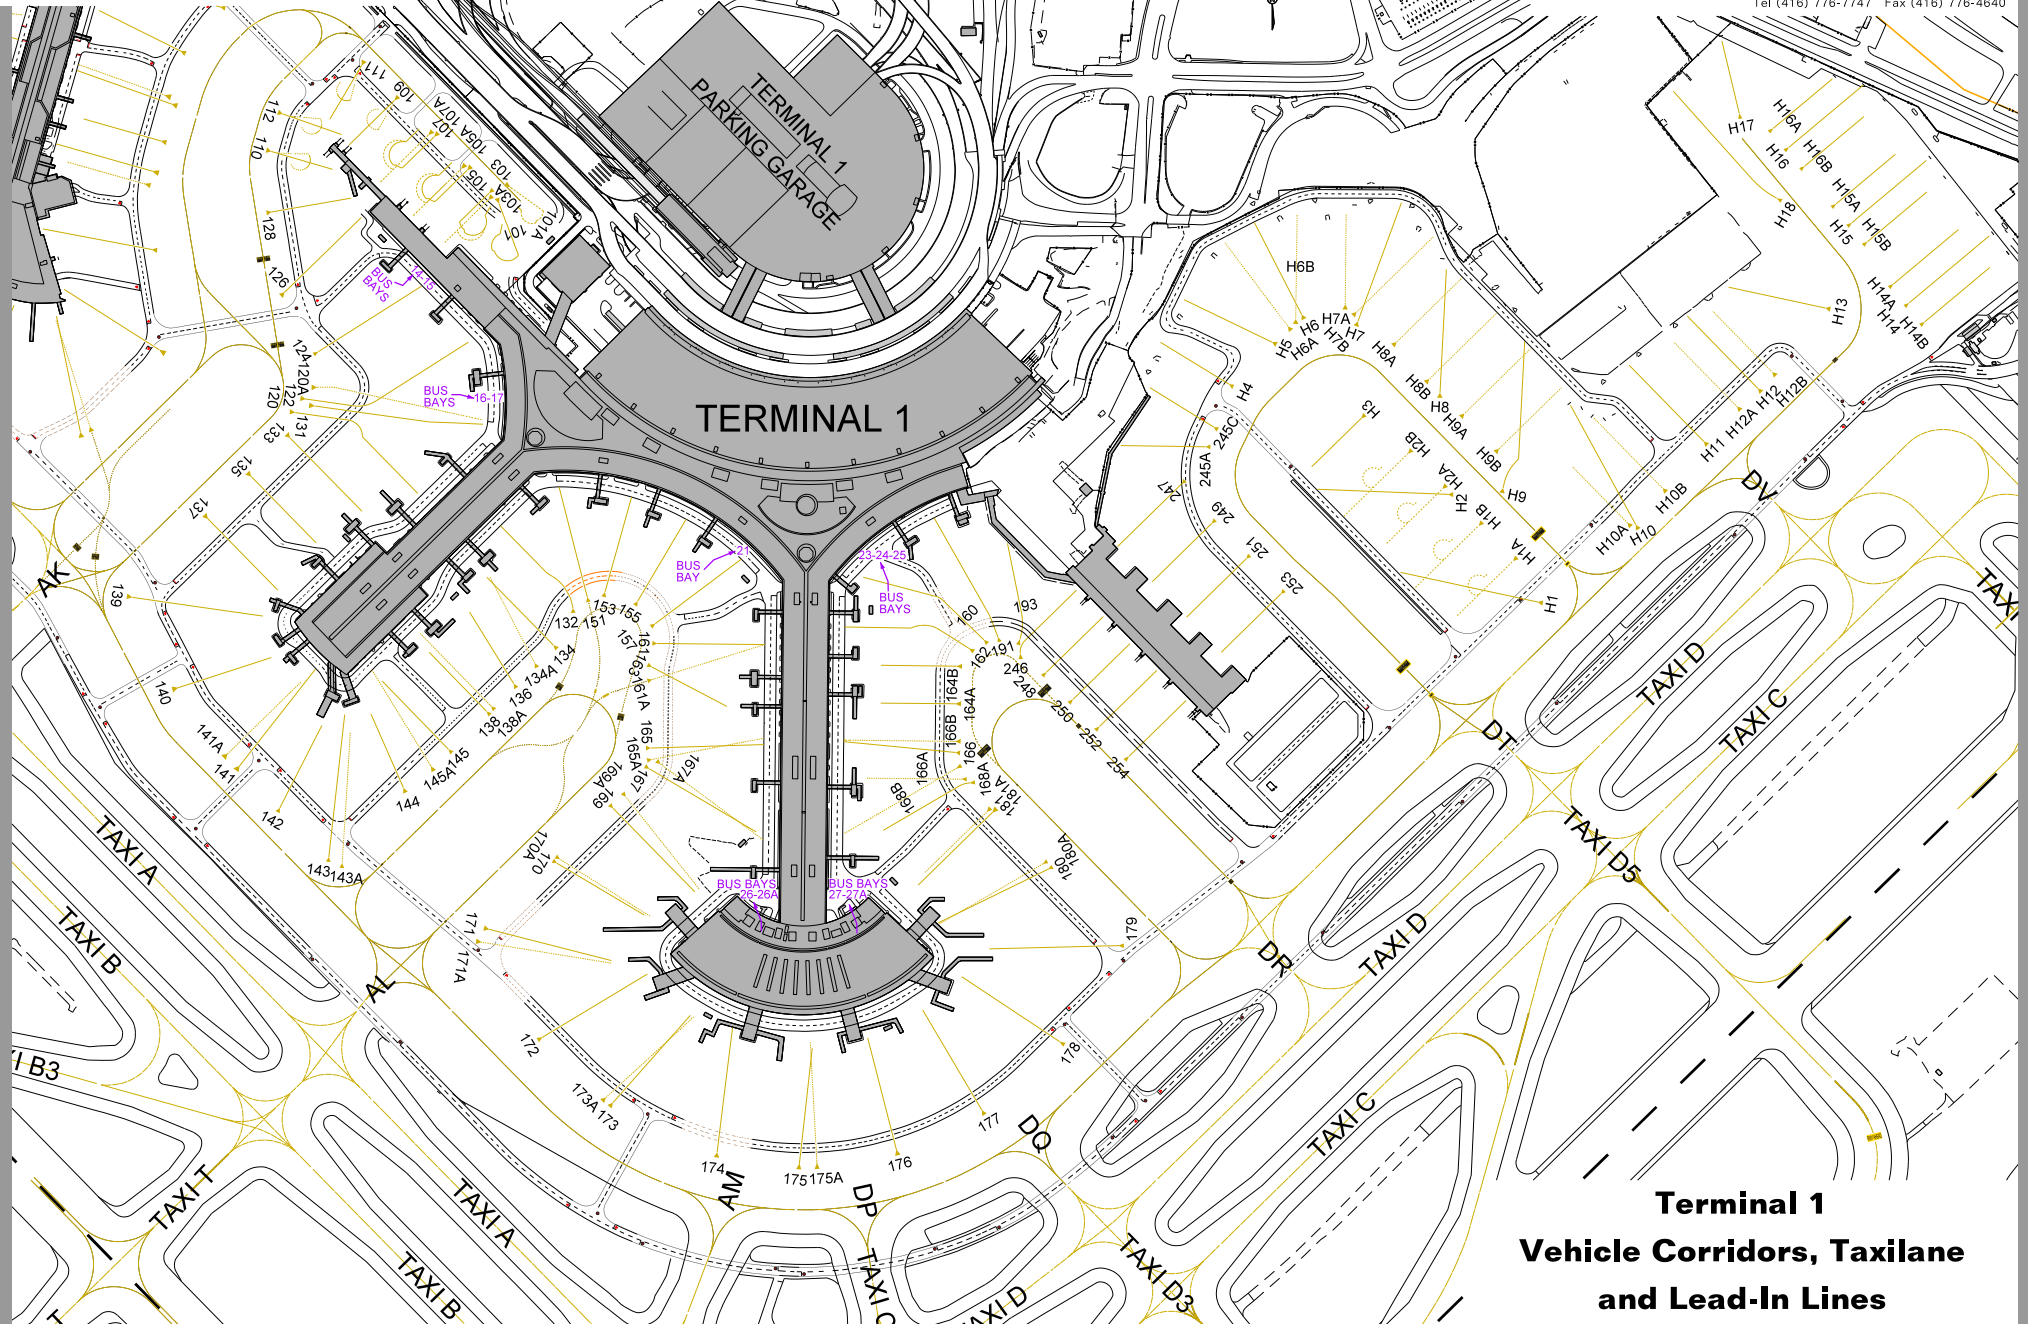 Tel (416) 776-7747 Fax (416) 776-4640
TERMINAL 1
PARKING GARAGE
TERMINAL 1
111
109
107A
107
105A
105
103
103A
101
101A
112
110
128
126
124
120A
122
120
131
133
135
137
139
140
141A
141
142
143
143A
144
145A
145
138
138A
136
134A
134
132
151
153
155
157
161
163
161A
165
165A
167
167A
169A
169
170A
170
171
171A
172
173A
173
174
175
175A
176
177
178
179
180
180A
181
181A
168A
168B
166A
166
166B
164A
164B
162
160
191
193
246
248
250
252
254
245C
245A
247
249
251
253
BUS
BAYS
14-15
BUS
BAYS
16-17
BUS
BAY
21
23-24-25
BUS
BAYS
BUS BAYS
26-26A
BUS BAYS
27-27A
H17
H16A
H16
H16B
H15A
H15
H15B
H18
H14A
H14
H14B
H13
H12B
H12
H12A
H11
H10B
H10
H10A
H9
H9B
H9A
H8
H8B
H8A
H7
H7A
H7B
H6
H6A
H6B
H5
H4
H3
H2B
H2A
H2
H1B
H1A
H1
AK
AL
AM
DP
DQ
DR
DT
DV
TAXI A
TAXI B
TAXI B3
TAXI T
TAXI A
TAXI B
TAXI C
TAXI D
TAXI D3
TAXI C
TAXI D
TAXI D5
TAXI C
TAXI D
TAXI
Terminal 1
Vehicle Corridors, Taxilane
and Lead-In Lines